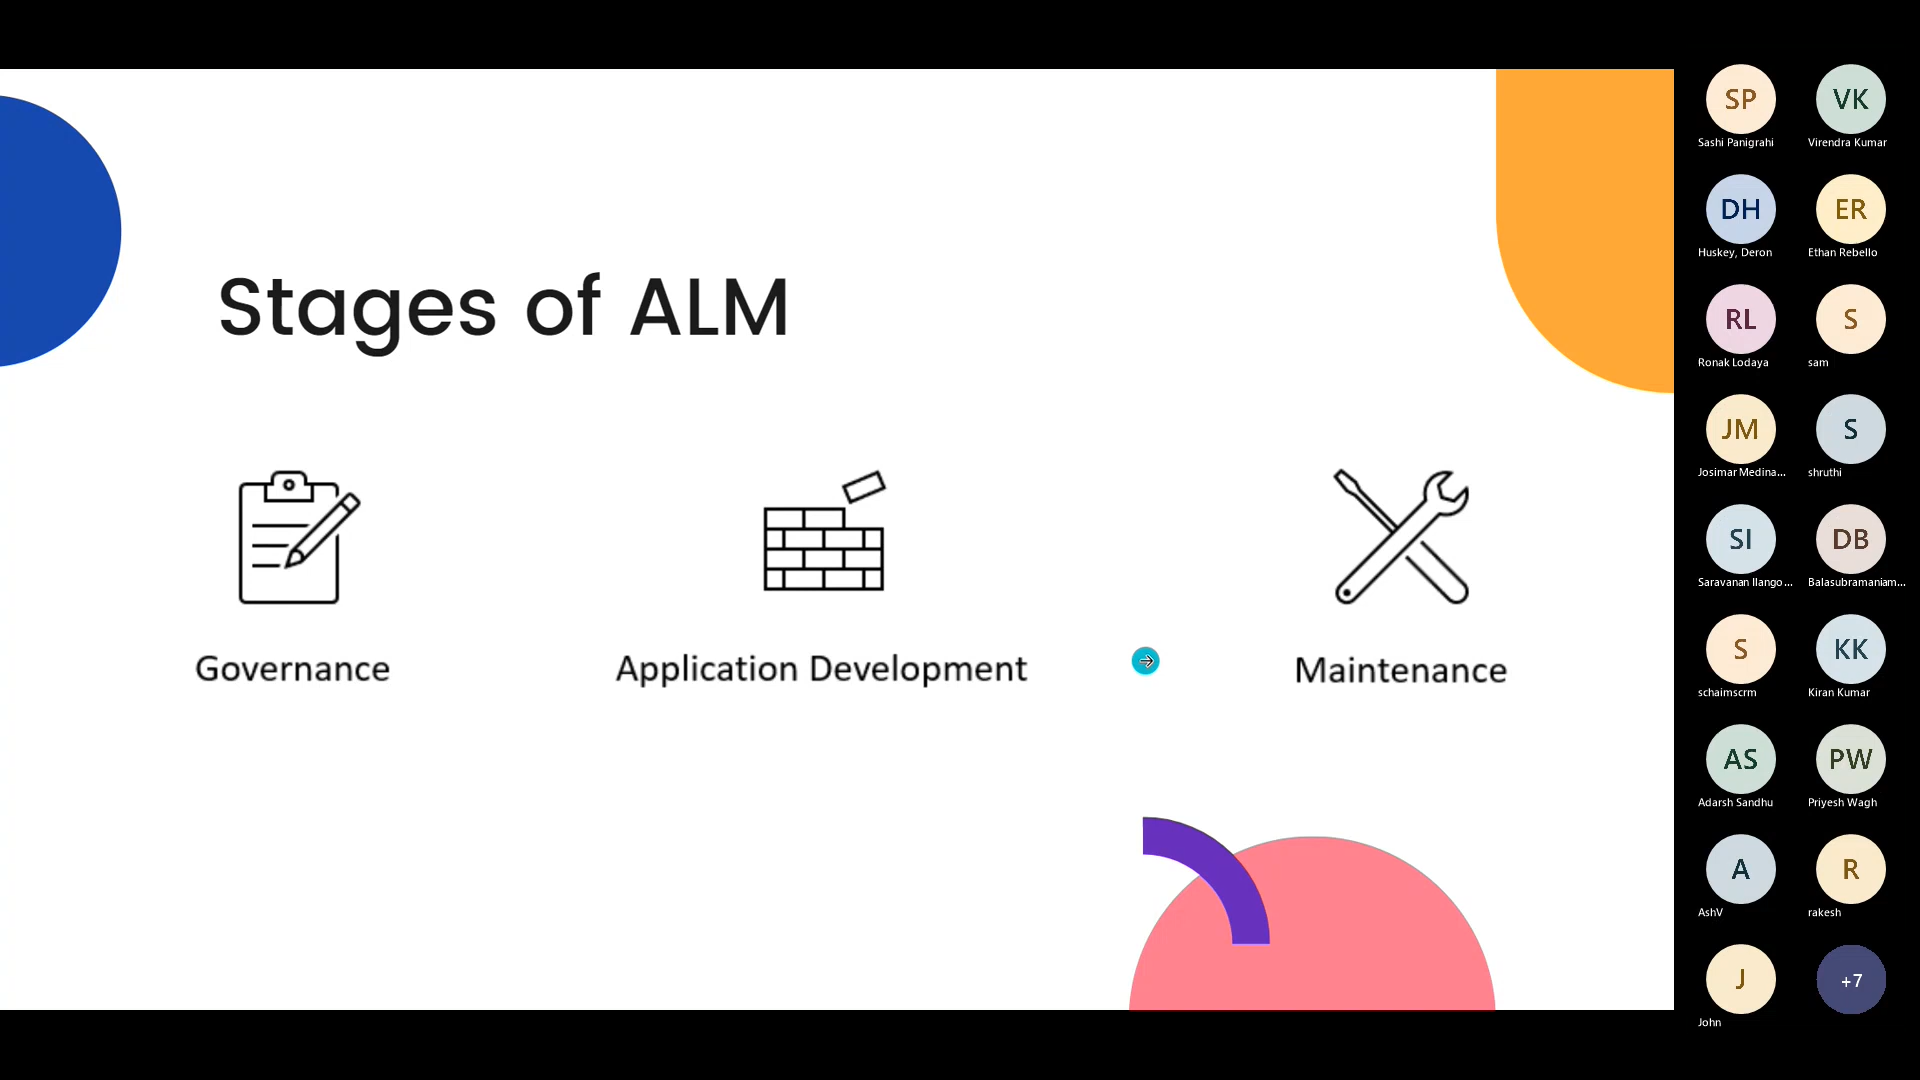 Stages of ALM
Governance
Application Development
Maintenance
SP
VK
Sashi Panigrahi
Virendra Kumar
DH
ER
Huskey, Deron
Ethan Rebello
RL
S
Ronak Lodaya
sam
JM
S
Josimar Medina...
shruthi
SI
DB
Saravanan Ilango...
Balasubramaniam...
S
KK
schaimscrm
Kiran Kumar
AS
PW
Adarsh Sandhu
Priyesh Wagh
A
R
AshV
rakesh
J
+7
John